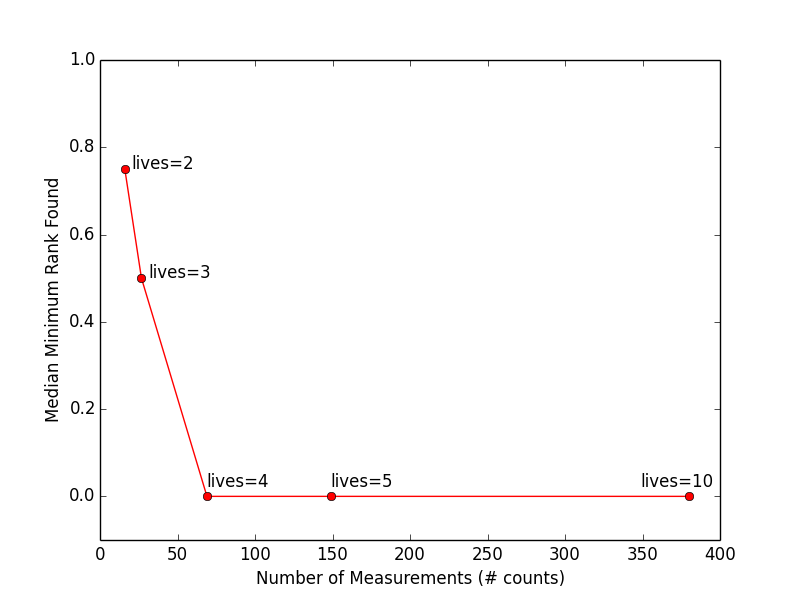 1.0
0.8
0.6
0.4
0.2
0.0
Median Minimum Rank Found
lives=2
lives=3
lives=4
lives=5
lives=10
0 50 100 150 200 250 300 350 400
Number of Measurements (# counts)